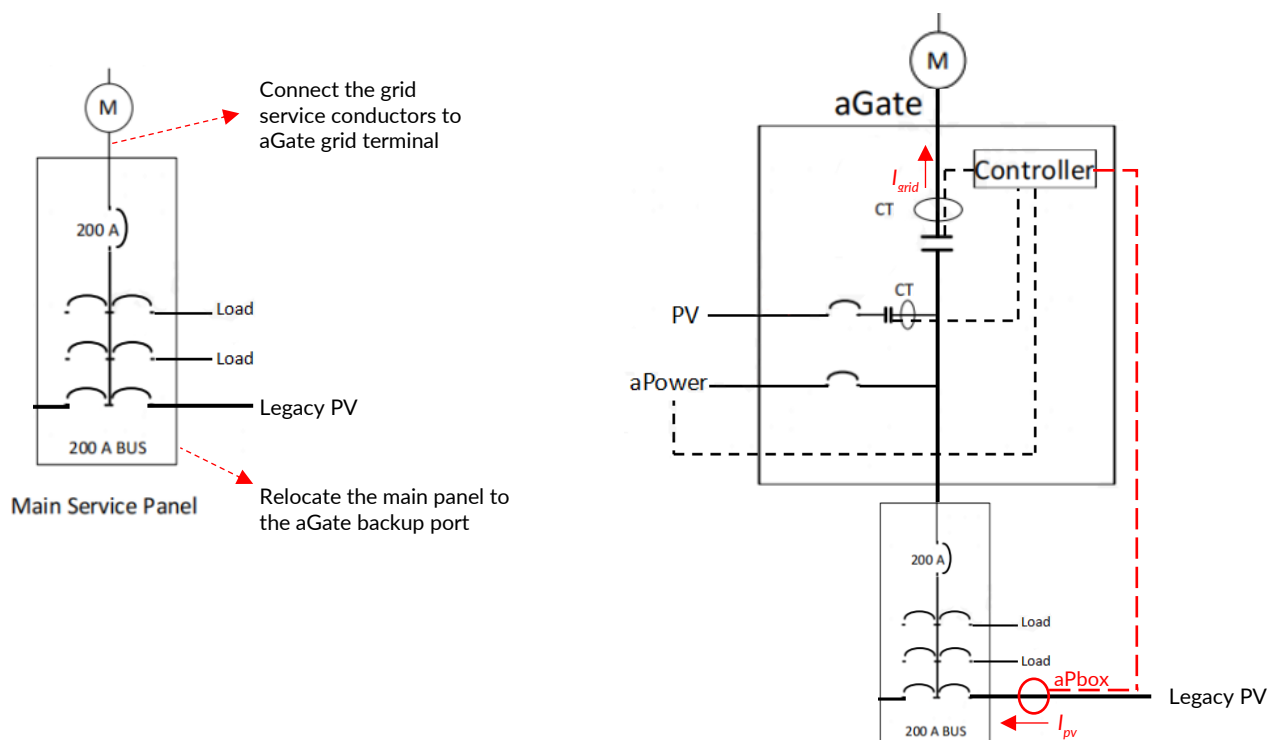 M
Connect the grid
service conductors to
aGate grid terminal
200 A
Load
Load
Legacy PV
200 A BUS
Main Service Panel
Relocate the main panel to
the aGate backup port
M
aGate
Controller
I_grid
CT
CT
PV
aPower
200 A
Load
Load
aPbox
Legacy PV
I_pv
200 A BUS